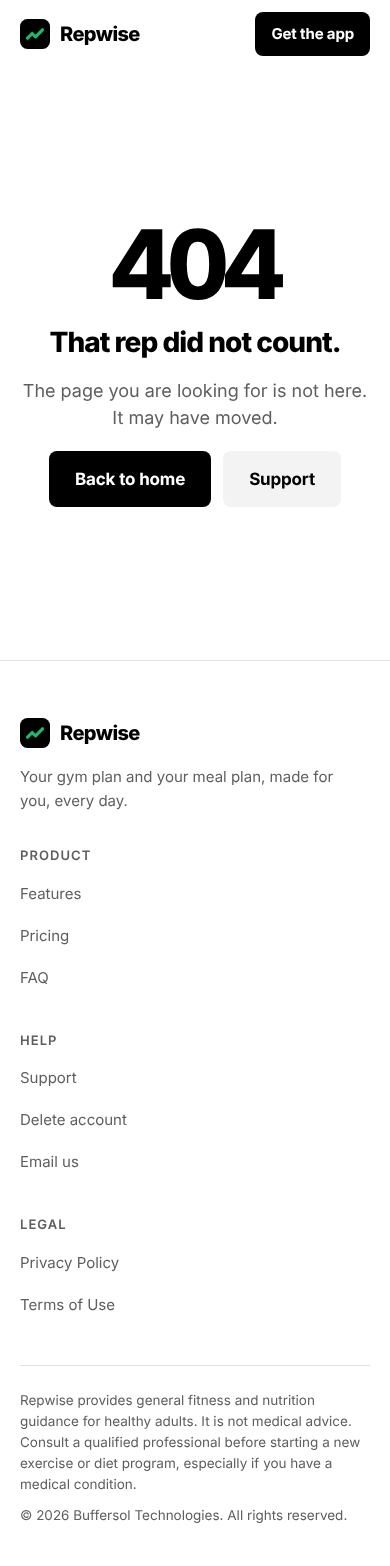 Repwise
Get the app
404
That rep did not count.
The page you are looking for is not here.
It may have moved.
Back to home
Support
Repwise
Your gym plan and your meal plan, made for
you, every day.
PRODUCT
Features
Pricing
FAQ
HELP
Support
Delete account
Email us
LEGAL
Privacy Policy
Terms of Use
Repwise provides general fitness and nutrition
guidance for healthy adults. It is not medical advice.
Consult a qualified professional before starting a new
exercise or diet program, especially if you have a
medical condition.
© 2026 Buffersol Technologies. All rights reserved.